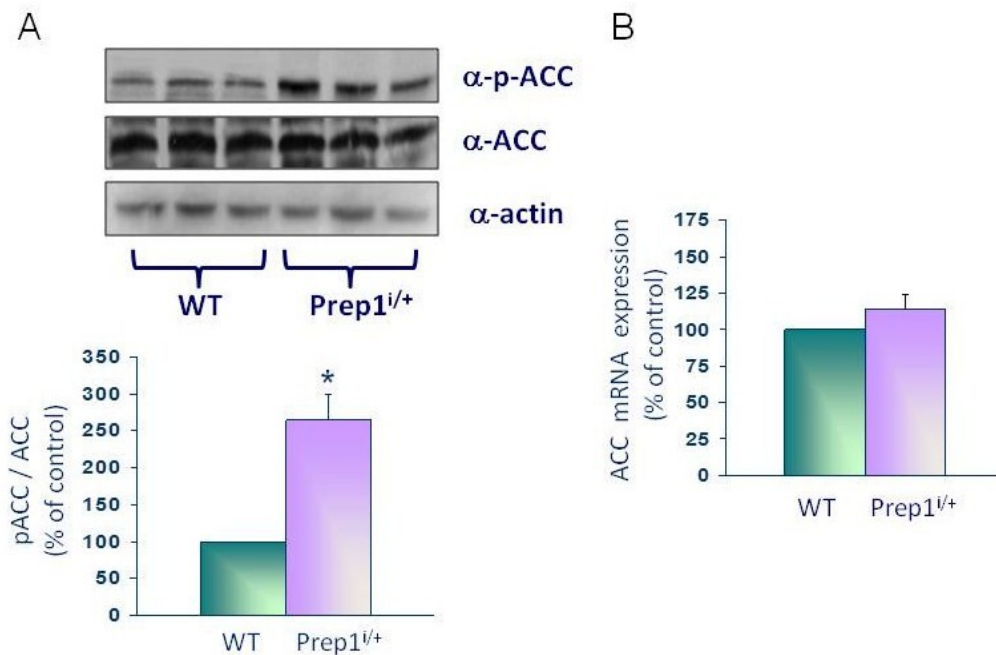 A
α-p-ACC
α-ACC
α-actin
WT Prep1i/+
pACC / ACC
(% of control)
350
300
250
200
150
100
50
0
*
WT Prep1i/+
B
ACC mRNA expression
(% of control)
175
150
125
100
75
50
25
0
WT Prep1i/+